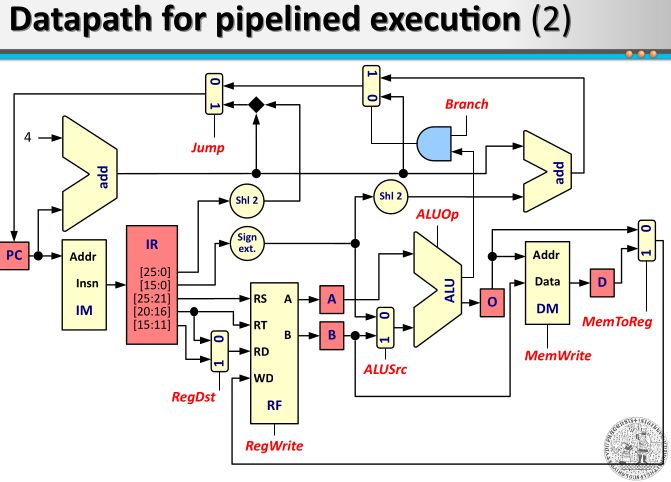 Datapath for pipelined execution (2)
1
0
0
1
Branch
4
Jump
add
add
Shl 2
Shl 2
ALUOp
IR
Sign
ext.
PC
Addr
Insn
IM
[25:0]
[15:0]
[25:21]
[20:16]
[15:11]
RS
RT
RD
WD
A
B
RF
A
B
0
1
0
1
ALU
O
Addr
Data
DM
D
0
1
MemToReg
MemWrite
ALUSrc
RegDst
RegWrite